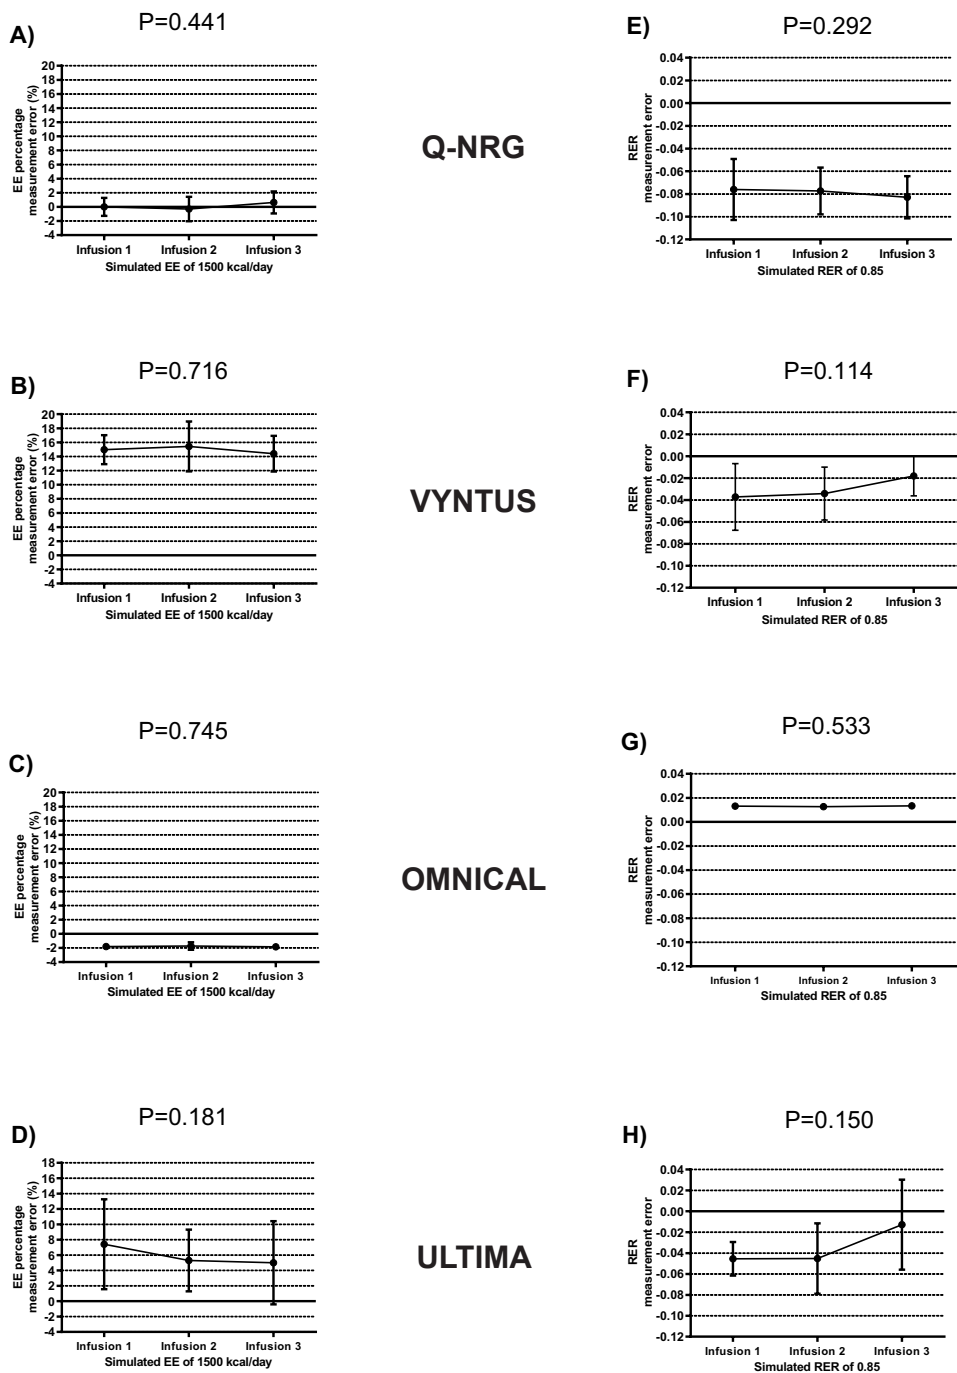 A)
P=0.441
EE percentage
measurement error (%)
20
18
16
14
12
10
8
6
4
2
0
-2
-4
Infusion 1 Infusion 2 Infusion 3
Simulated EE of 1500 kcal/day
Q-NRG
E)
P=0.292
RER
measurement error
0.04
0.02
0.00
-0.02
-0.04
-0.06
-0.08
-0.10
-0.12
Infusion 1 Infusion 2 Infusion 3
Simulated RER of 0.85
B)
P=0.716
EE percentage
measurement error (%)
20
18
16
14
12
10
8
6
4
2
0
-2
-4
Infusion 1 Infusion 2 Infusion 3
Simulated EE of 1500 kcal/day
VYNTUS
F)
P=0.114
RER
measurement error
0.04
0.02
0.00
-0.02
-0.04
-0.06
-0.08
-0.10
-0.12
Infusion 1 Infusion 2 Infusion 3
Simulated RER of 0.85
C)
P=0.745
EE percentage
measurement error (%)
20
18
16
14
12
10
8
6
4
2
0
-2
-4
Infusion 1 Infusion 2 Infusion 3
Simulated EE of 1500 kcal/day
OMNICAL
G)
P=0.533
RER
measurement error
0.04
0.02
0.00
-0.02
-0.04
-0.06
-0.08
-0.10
-0.12
Infusion 1 Infusion 2 Infusion 3
Simulated RER of 0.85
D)
P=0.181
EE percentage
measurement error (%)
18
16
14
12
10
8
6
4
2
0
-2
-4
Infusion 1 Infusion 2 Infusion 3
Simulated EE of 1500 kcal/day
ULTIMA
H)
P=0.150
RER
measurement error
0.04
0.02
0.00
-0.02
-0.04
-0.06
-0.08
-0.10
-0.12
Infusion 1 Infusion 2 Infusion 3
Simulated RER of 0.85